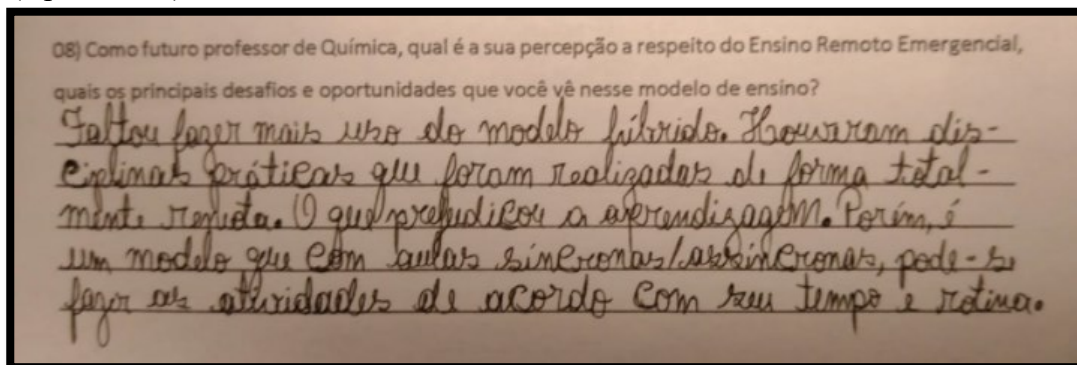 08) Como futuro professor de Química, qual é a sua percepção a respeito do Ensino Remoto Emergencial,
quais os principais desafios e oportunidades que você vê nesse modelo de ensino?
Faltou fazer mais uso do modelo híbrido. Houveram dis-
ciplinas práticas que foram realizadas de forma total-
mente remota. O que prejudicou a aprendizagem. Porém, é
um modelo que com aulas síncronas/assíncronas, pode-se
fazer as atividades de acordo com seu tempo e rotina.